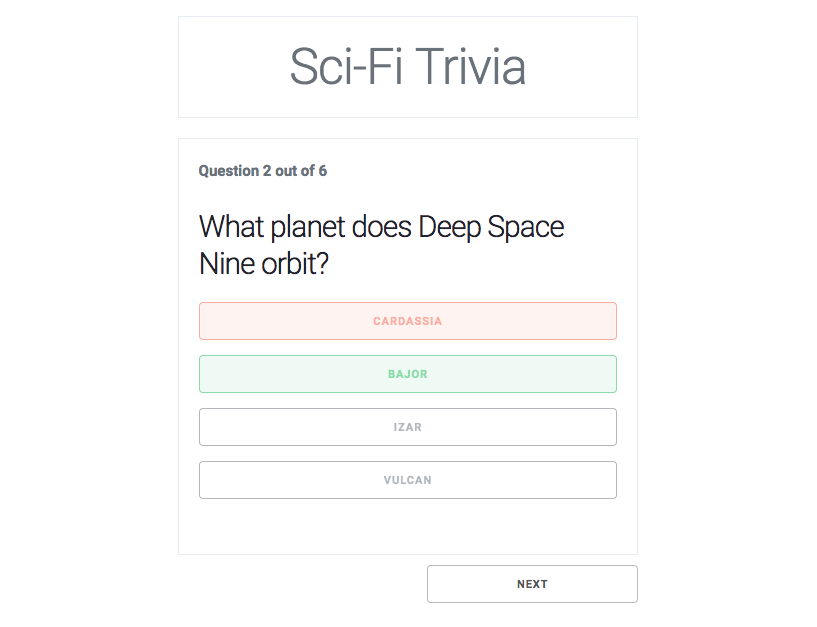 Sci-Fi Trivia
Question 2 out of 6
What planet does Deep Space
Nine orbit?
CARDASSIA
BAJOR
IZAR
VULCAN
NEXT